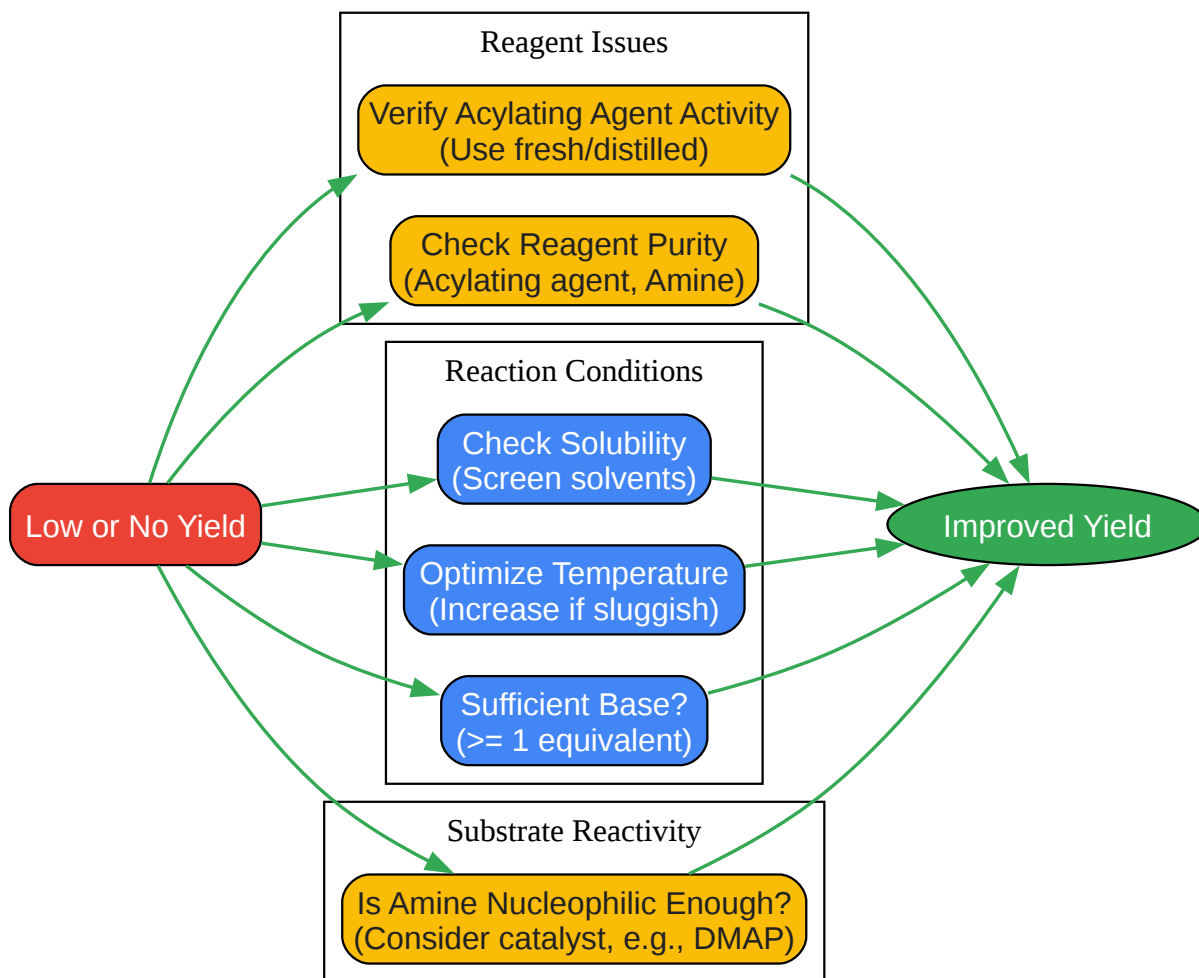 Reagent Issues
Verify Acylating Agent Activity
(Use fresh/distilled)
Check Reagent Purity
(Acylating agent, Amine)
Reaction Conditions
Check Solubility
(Screen solvents)
Low or No Yield
Improved Yield
Optimize Temperature
(Increase if sluggish)
Sufficient Base?
(>= 1 equivalent)
Substrate Reactivity
Is Amine Nucleophilic Enough?
(Consider catalyst, e.g., DMAP)